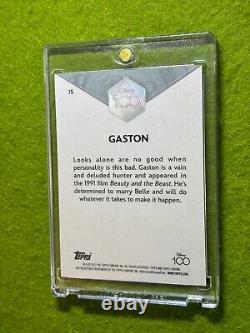 15
Disney
100
GASTON
Looks alone are no good when
personality is this bad. Gaston is a vain
and deluded hunter and appeared in
the 1991 film Beauty and the Beast. He's
determined to marry Belle and will do
whatever it takes to make it happen.
Topps
Disney
100